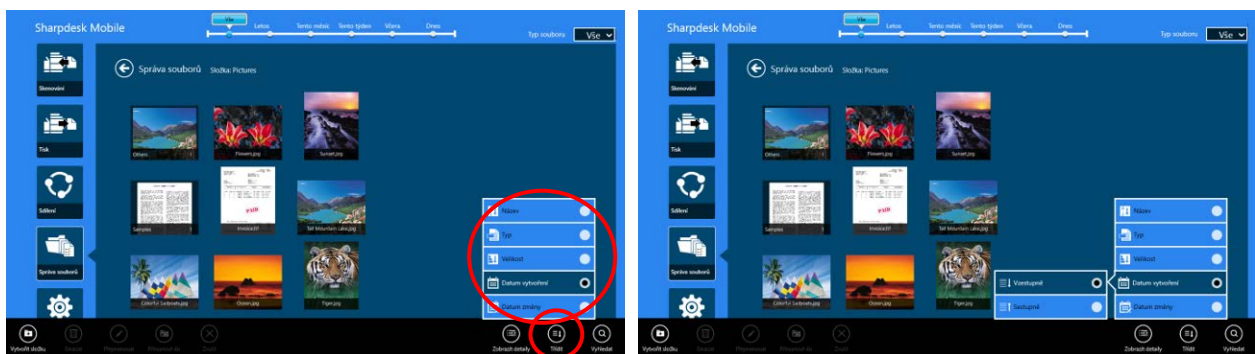 Sharpdesk Mobile
Vše
Letos
Tento měsíc
Tento týden
Včera
Dnes
Typ souboru
Vše
Skenování
Správa souborů
Složka: Pictures
Tisk
Others
Flowers.jpg
Sunset.jpg
Sdílení
Samples
Invoice.tif
Tall Mountain Lake.jpg
PAID
Název
Typ
Velikost
Datum vytvoření
Datum změny
Správa souborů
Colorful Sailboats.jpg
Ocean.jpg
Tiger.jpg
Vytvořit složku
Smazat
Přejmenovat
Přesunout do
Zrušit
Zobrazit detaily
Třídit
Vyhledat
Sharpdesk Mobile
Vše
Letos
Tento měsíc
Tento týden
Včera
Dnes
Typ souboru
Vše
Skenování
Správa souborů
Složka: Pictures
Tisk
Others
Flowers.jpg
Sunset.jpg
Sdílení
Samples
Invoice.tif
Tall Mountain Lake.jpg
PAID
Název
Typ
Velikost
Vzestupně
Datum vytvoření
Sestupně
Datum změny
Správa souborů
Colorful Sailboats.jpg
Ocean.jpg
Tiger.jpg
Vytvořit složku
Smazat
Přejmenovat
Přesunout do
Zrušit
Zobrazit detaily
Třídit
Vyhledat